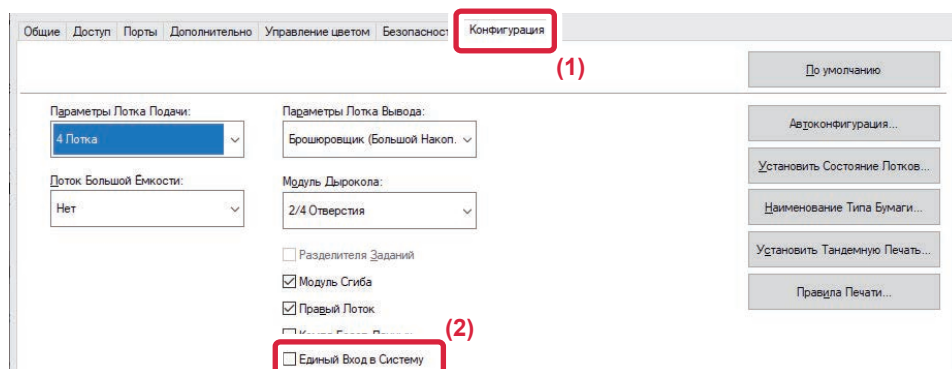 Общие Доступ Порты Дополнительно Управление цветом Безопасност Конфигурация
(1)
По умолчанию
Параметры Лотка Подачи:
4 Лотка
Лоток Большой Ёмкости:
Нет
Параметры Лотка Вывода:
Брошюровщик (Большой Накоп.
Модуль Дырокола:
2/4 Отверстия
Разделителя Заданий
Модуль Сгиба
Правый Лоток
(2)
Единый Вход в Систему
Автоконфигурация...
Установить Состояние Лотков...
Наименование Типа Бумаги...
Установить Тандемную Печать...
Правила Печати...